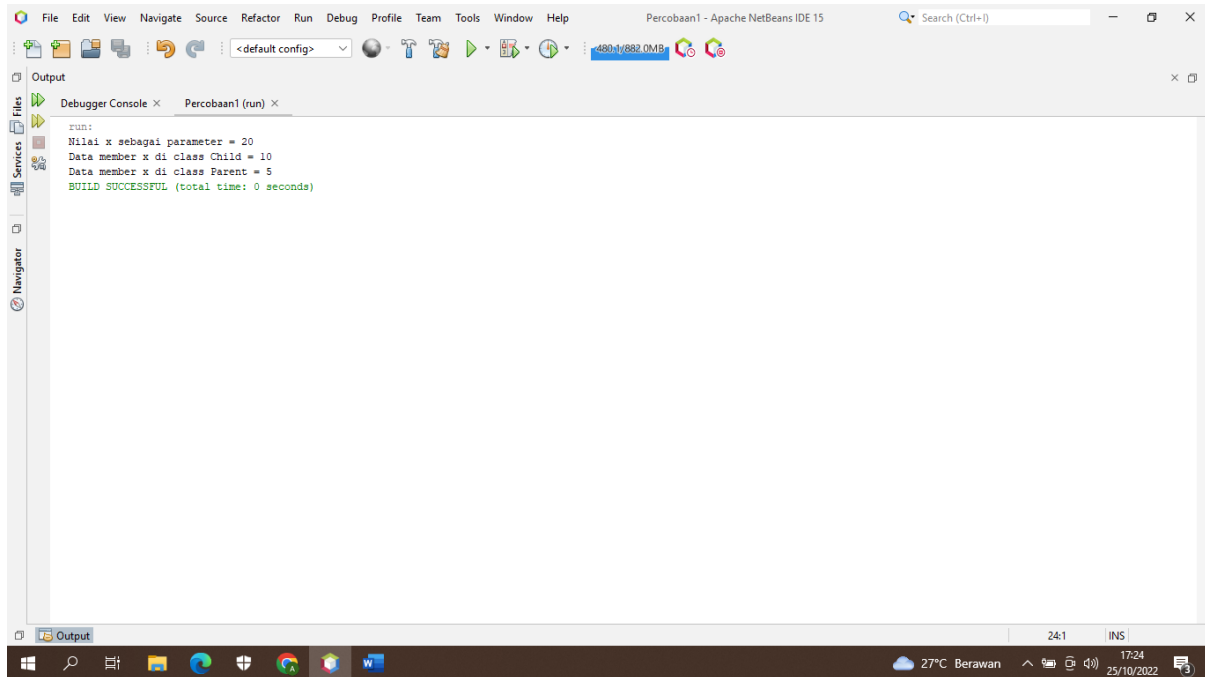 File Edit View Navigate Source Refactor Run Debug Profile Team Tools Window Help Percobaan1 - Apache NetBeans IDE 15 Search (Ctrl+I)
<default config> 480.1/882.0MB
Output
Debugger Console Percobaan1 (run)
Files
Services
Navigator
run:
Nilai x sebagai parameter = 20
Data member x di class Child = 10
Data member x di class Parent = 5
BUILD SUCCESSFUL (total time: 0 seconds)
Output 24:1 INS
27°C Berawan 17:24
25/10/2022 3